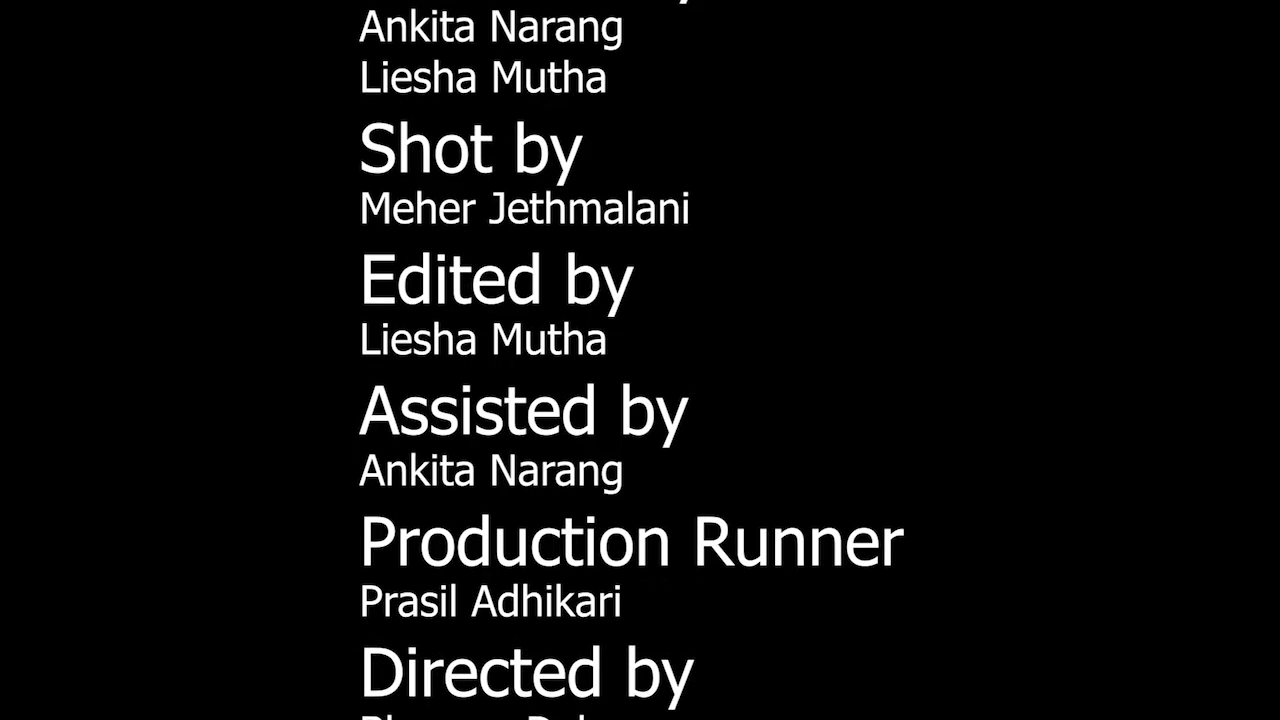 Ankita Narang
Liesha Mutha
Shot by
Meher Jethmalani
Edited by
Liesha Mutha
Assisted by
Ankita Narang
Production Runner
Prasil Adhikari
Directed by